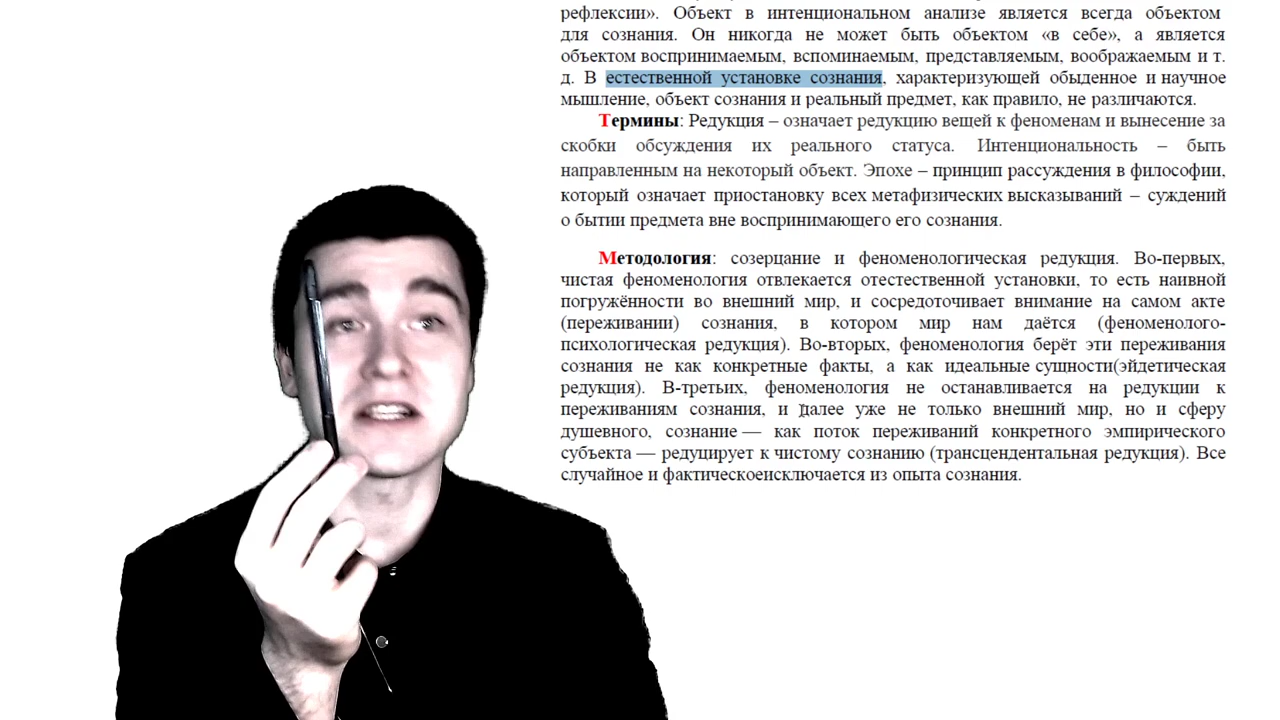 рефлексии». Объект в интенциональном анализе является всегда объектом
для сознания. Он никогда не может быть объектом «в себе», а является
объектом воспринимаемым, вспоминаемым, представляемым, воображаемым и т.
д. В естественной установке сознания, характеризующей обыденное и научное
мышление, объект сознания и реальный предмет, как правило, не различаются.
Термины: Редукция – означает редукцию вещей к феноменам и вынесение за
скобки обсуждения их реального статуса. Интенциональность – быть
направленным на некоторый объект. Эпохе – принцип рассуждения в философии,
который означает приостановку всех метафизических высказываний – суждений
о бытии предмета вне воспринимающего его сознания.
Методология: созерцание и феноменологическая редукция. Во-первых,
чистая феноменология отвлекается отестественной установки, то есть наивной
погружённости во внешний мир, и сосредоточивает внимание на самом акте
(переживании) сознания, в котором мир нам даётся (феноменолого-
психологическая редукция). Во-вторых, феноменология берёт эти переживания
сознания не как конкретные факты, а как идеальные сущности(эйдетическая
редукция). В-третьих, феноменология не останавливается на редукции к
переживаниям сознания, и далее уже не только внешний мир, но и сферу
душевного, сознание — как поток переживаний конкретного эмпирического
субъекта — редуцирует к чистому сознанию (трансцендентальная редукция). Все
случайное и фактическоеисключается из опыта сознания.